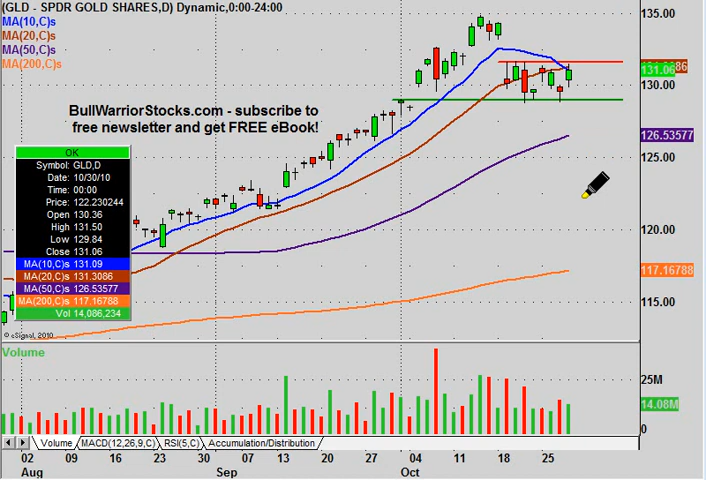 (GLD - SPDR GOLD SHARES,D) Dynamic,0:00-24:00
MA(10,C)s
MA(20,C)s
MA(50,C)s
MA(200,C)s
135.00
131.06
130.00
BullWarriorStocks.com - subscribe to
free newsletter and get FREE eBook!
126.53577
125.00
120.00
117.16788
115.00
OK
Symbol: GLD,D
Date: 10/30/10
Time: 00:00
Price: 122.230244
Open 130.36
High 131.50
Low 129.84
Close 131.06
MA(10,C)s 131.09
MA(20,C)s 131.3086
MA(50,C)s 126.53577
MA(200,C)s 117.16788
Vol 14,086,234
© eSignal, 2010
Volume
25M
14.08M
0
Volume MACD(12,26,9,C) RSI(5,C) Accumulation/Distribution
02 09 16 23 30 07 13 20 27 04 11 18 25
Aug Sep Oct